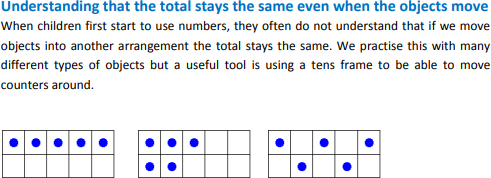 Understanding that the total stays the same even when the objects move
When children first start to use numbers, they often do not understand that if we move
objects into another arrangement the total stays the same. We practise this with many
different types of objects but a useful tool is using a tens frame to be able to move
counters around.